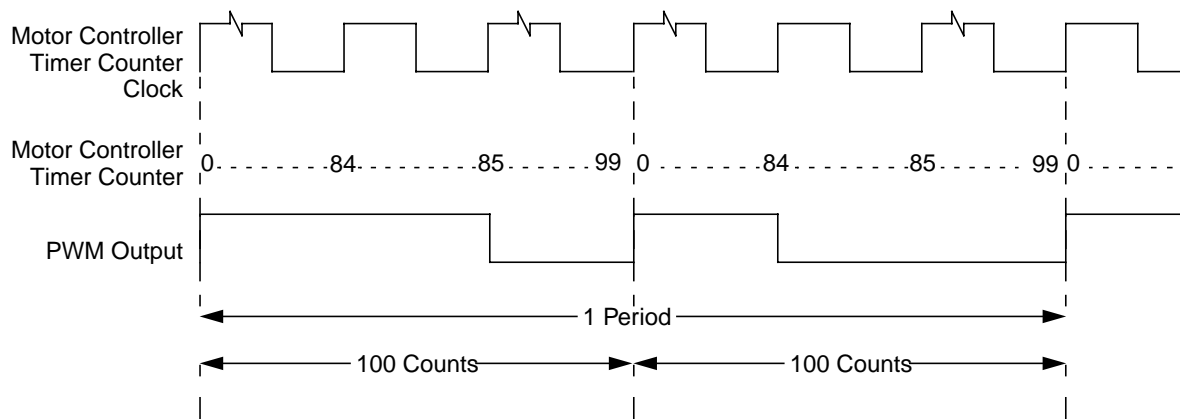 Motor Controller
Timer Counter
Clock
Motor Controller
Timer Counter
0 84 85 99 0 84 85 99 0
PWM Output
1 Period
100 Counts 100 Counts